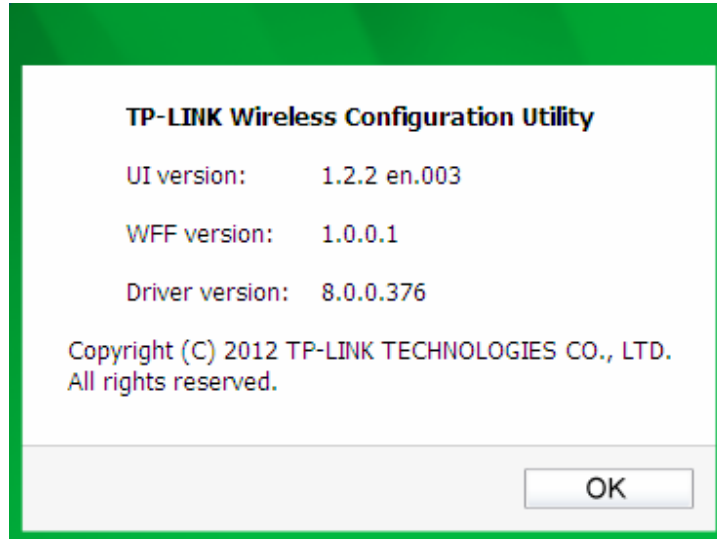 TP-LINK Wireless Configuration Utility
UI version: 1.2.2 en.003
WFF version: 1.0.0.1
Driver version: 8.0.0.376
Copyright (C) 2012 TP-LINK TECHNOLOGIES CO., LTD.
All rights reserved.
OK